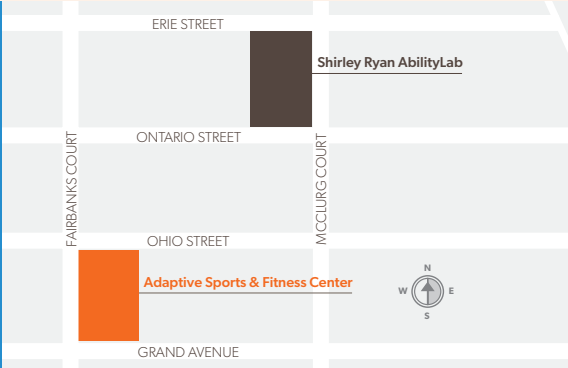 ERIE STREET
Shirley Ryan AbilityLab
ONTARIO STREET
FAIRBANKS COURT
MCCLURG COURT
OHIO STREET
Adaptive Sports & Fitness Center
N
W E
S
GRAND AVENUE